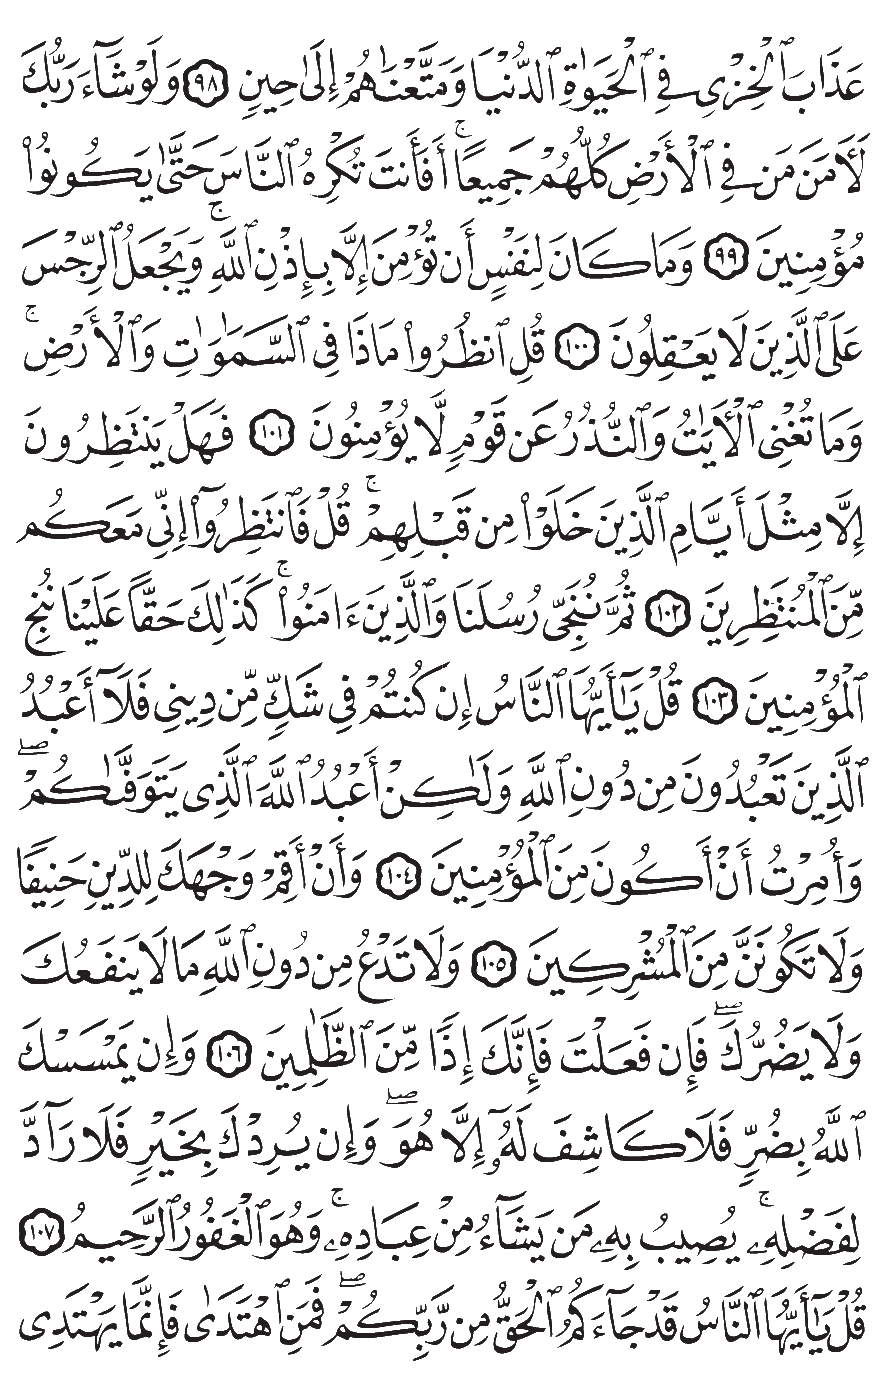 عَذَابَ ٱلْخِزْىِ فِى ٱلْحَيَوٰةِ ٱلدُّنْيَا وَمَتَّعْنَٰهُمْ إِلَىٰ حِينٍ ٩٨ وَلَوْ شَآءَ رَبُّكَ
لَءَامَنَ مَن فِى ٱلْأَرْضِ كُلُّهُمْ جَمِيعًا ۚ أَفَأَنتَ تُكْرِهُ ٱلنَّاسَ حَتَّىٰ يَكُونُوا۟
مُؤْمِنِينَ ٩٩ وَمَا كَانَ لِنَفْسٍ أَن تُؤْمِنَ إِلَّا بِإِذْنِ ٱللَّهِ ۚ وَيَجْعَلُ ٱلرِّجْسَ
عَلَى ٱلَّذِينَ لَا يَعْقِلُونَ ١٠٠ قُلِ ٱنظُرُوا۟ مَاذَا فِى ٱلسَّمَٰوَٰتِ وَٱلْأَرْضِ ۚ
وَمَا تُغْنِى ٱلْءَايَٰتُ وَٱلنُّذُرُ عَن قَوْمٍ لَّا يُؤْمِنُونَ ١٠١ فَهَلْ يَنتَظِرُونَ
إِلَّا مِثْلَ أَيَّامِ ٱلَّذِينَ خَلَوْا۟ مِن قَبْلِهِمْ ۚ قُلْ فَٱنتَظِرُوٓا۟ إِنِّى مَعَكُم
مِّنَ ٱلْمُنتَظِرِينَ ١٠٢ ثُمَّ نُنَجِّى رُسُلَنَا وَٱلَّذِينَ ءَامَنُوا۟ ۚ كَذَٰلِكَ حَقًّا عَلَيْنَا نُنجِ
ٱلْمُؤْمِنِينَ ١٠٣ قُلْ يَٰٓأَيُّهَا ٱلنَّاسُ إِن كُنتُمْ فِى شَكٍّ مِّن دِينِى فَلَآ أَعْبُدُ
ٱلَّذِينَ تَعْبُدُونَ مِن دُونِ ٱللَّهِ وَلَٰكِنْ أَعْبُدُ ٱللَّهَ ٱلَّذِى يَتَوَفَّىٰكُمْ ۖ
وَأُمِرْتُ أَنْ أَكُونَ مِنَ ٱلْمُؤْمِنِينَ ١٠٤ وَأَنْ أَقِمْ وَجْهَكَ لِلدِّينِ حَنِيفًا
وَلَا تَكُونَنَّ مِنَ ٱلْمُشْرِكِينَ ١٠٥ وَلَا تَدْعُ مِن دُونِ ٱللَّهِ مَا لَا يَنفَعُكَ
وَلَا يَضُرُّكَ ۖ فَإِن فَعَلْتَ فَإِنَّكَ إِذًا مِّنَ ٱلظَّٰلِمِينَ ١٠٦ وَإِن يَمْسَسْكَ
ٱللَّهُ بِضُرٍّ فَلَا كَاشِفَ لَهُۥٓ إِلَّا هُوَ ۖ وَإِن يُرِدْكَ بِخَيْرٍ فَلَا رَآدَّ
لِفَضْلِهِۦ ۚ يُصِيبُ بِهِۦ مَن يَشَآءُ مِنْ عِبَادِهِۦ ۚ وَهُوَ ٱلْغَفُورُ ٱلرَّحِيمُ ١٠٧
قُلْ يَٰٓأَيُّهَا ٱلنَّاسُ قَدْ جَآءَكُمُ ٱلْحَقُّ مِن رَّبِّكُمْ ۖ فَمَنِ ٱهْتَدَىٰ فَإِنَّمَا يَهْتَدِى